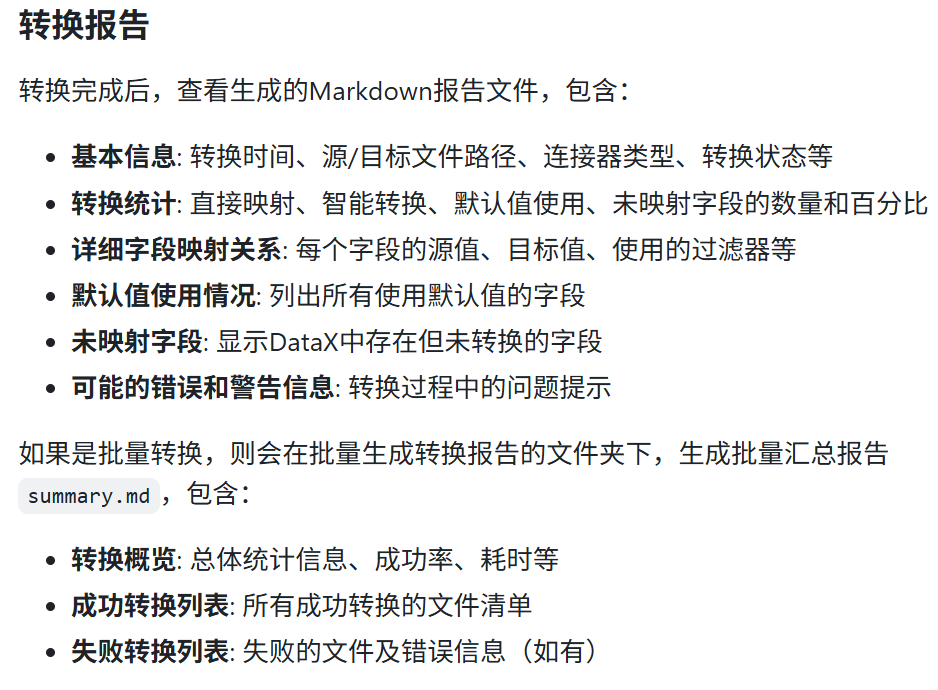 转换报告
转换完成后，查看生成的Markdown报告文件，包含：
基本信息: 转换时间、源/目标文件路径、连接器类型、转换状态等
转换统计: 直接映射、智能转换、默认值使用、未映射字段的数量和百分比
详细字段映射关系: 每个字段的源值、目标值、使用的过滤器等
默认值使用情况: 列出所有使用默认值的字段
未映射字段: 显示DataX中存在但未转换的字段
可能的错误和警告信息: 转换过程中的问题提示
如果是批量转换，则会在批量生成转换报告的文件夹下，生成批量汇总报告
summary.md，包含：
转换概览: 总体统计信息、成功率、耗时等
成功转换列表: 所有成功转换的文件清单
失败转换列表: 失败的文件及错误信息（如有）